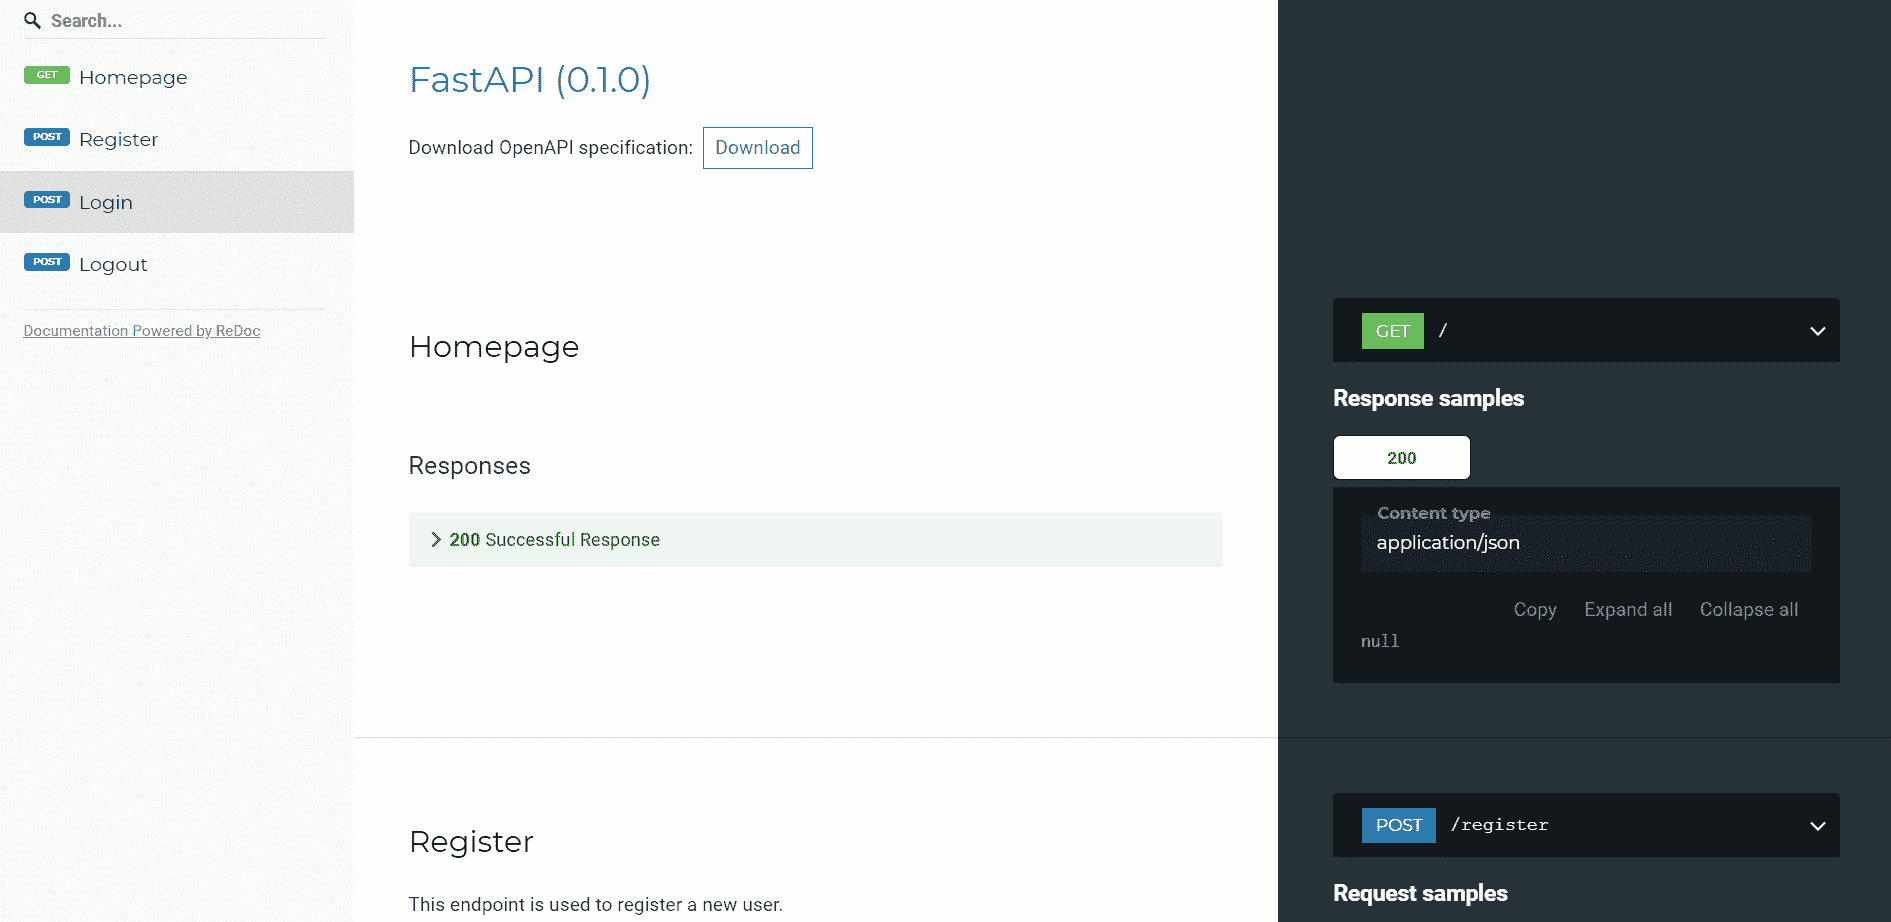 Search...
GET Homepage
POST Register
POST Login
POST Logout
Documentation Powered by ReDoc
FastAPI (0.1.0)
Download OpenAPI specification: Download
Homepage
Responses
200 Successful Response
Register
This endpoint is used to register a new user.
GET /
Response samples
200
Content type
application/json
Copy Expand all Collapse all
null
POST /register
Request samples